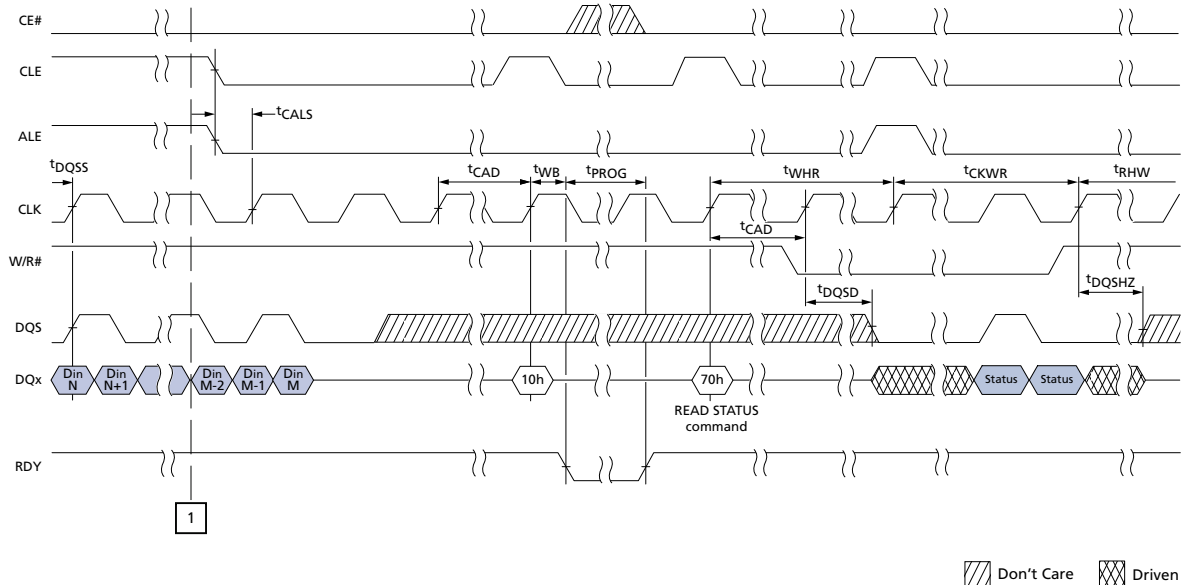 CE#
CLE
tCALS
ALE
tDQSS
tCAD
tWB
tPROG
tWHR
tCKWR
tRHW
CLK
tCAD
W/R#
tDQSD
tDQSHZ
DQS
DQx
Din N
Din N+1
Din M-2
Din M-1
Din M
10h
70h
Status
Status
READ STATUS
command
RDY
1
Don't Care
Driven